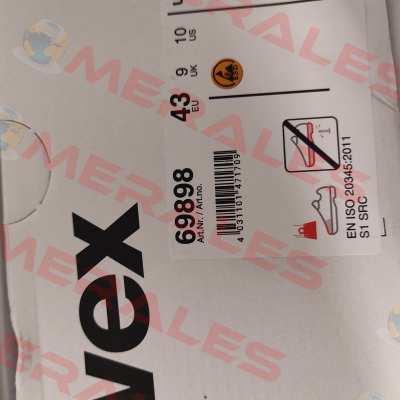 43 9 10
EU UK US
ESD
69898
Art.Nr. / Art.no.
4 031101 471709
EN ISO 20345:2011
S1 SRC
vex
MERALES
MERALES
MERALES